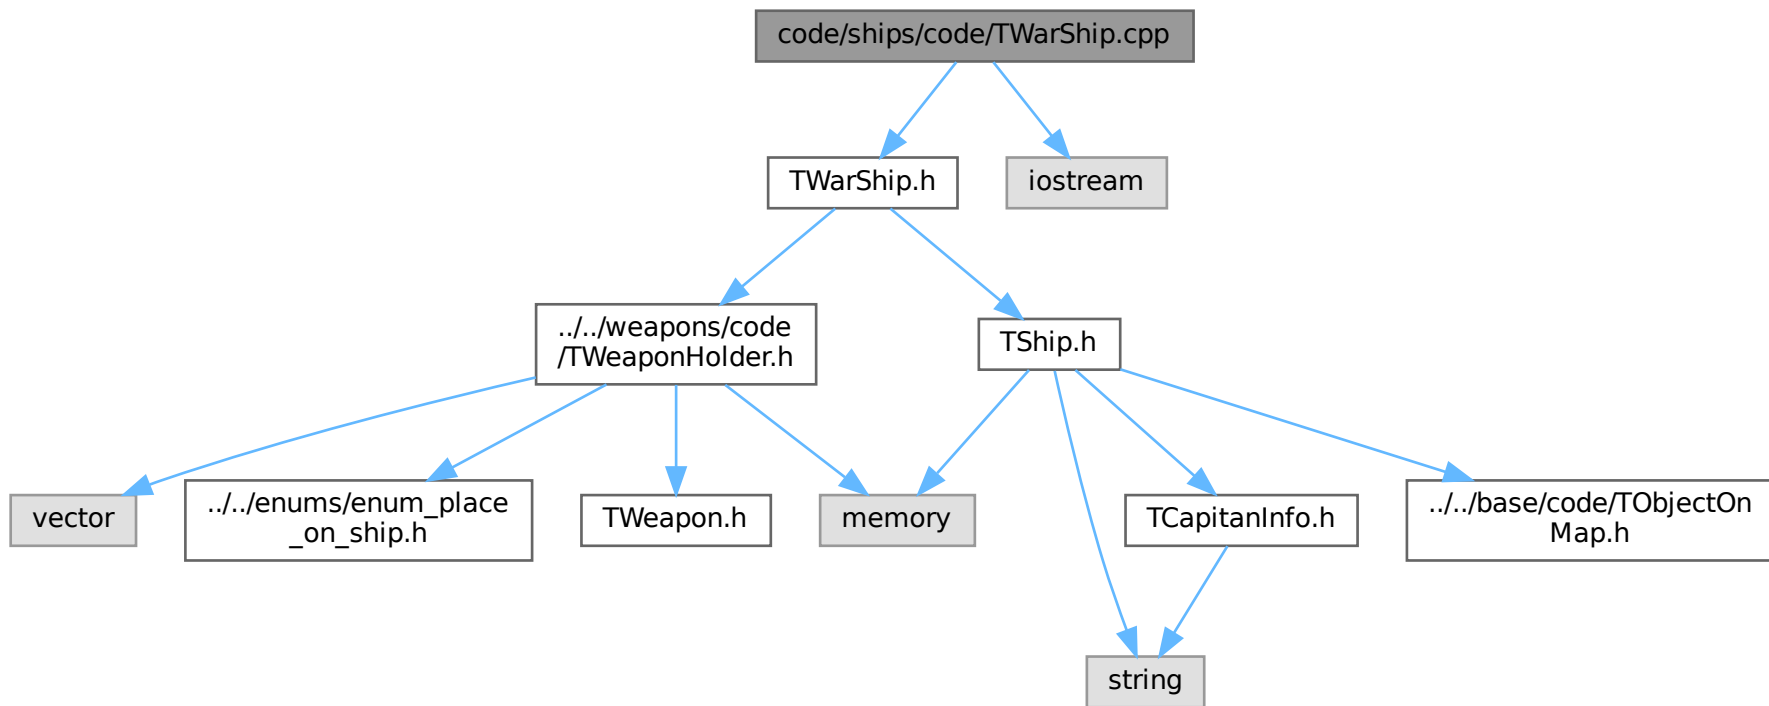 code/ships/code/TWarShip.cpp
TWarShip.h
iostream
../../weapons/code
/TWeaponHolder.h
TShip.h
vector
../../enums/enum_place
_on_ship.h
TWeapon.h
memory
TCapitanInfo.h
../../base/code/TObjectOn
Map.h
string